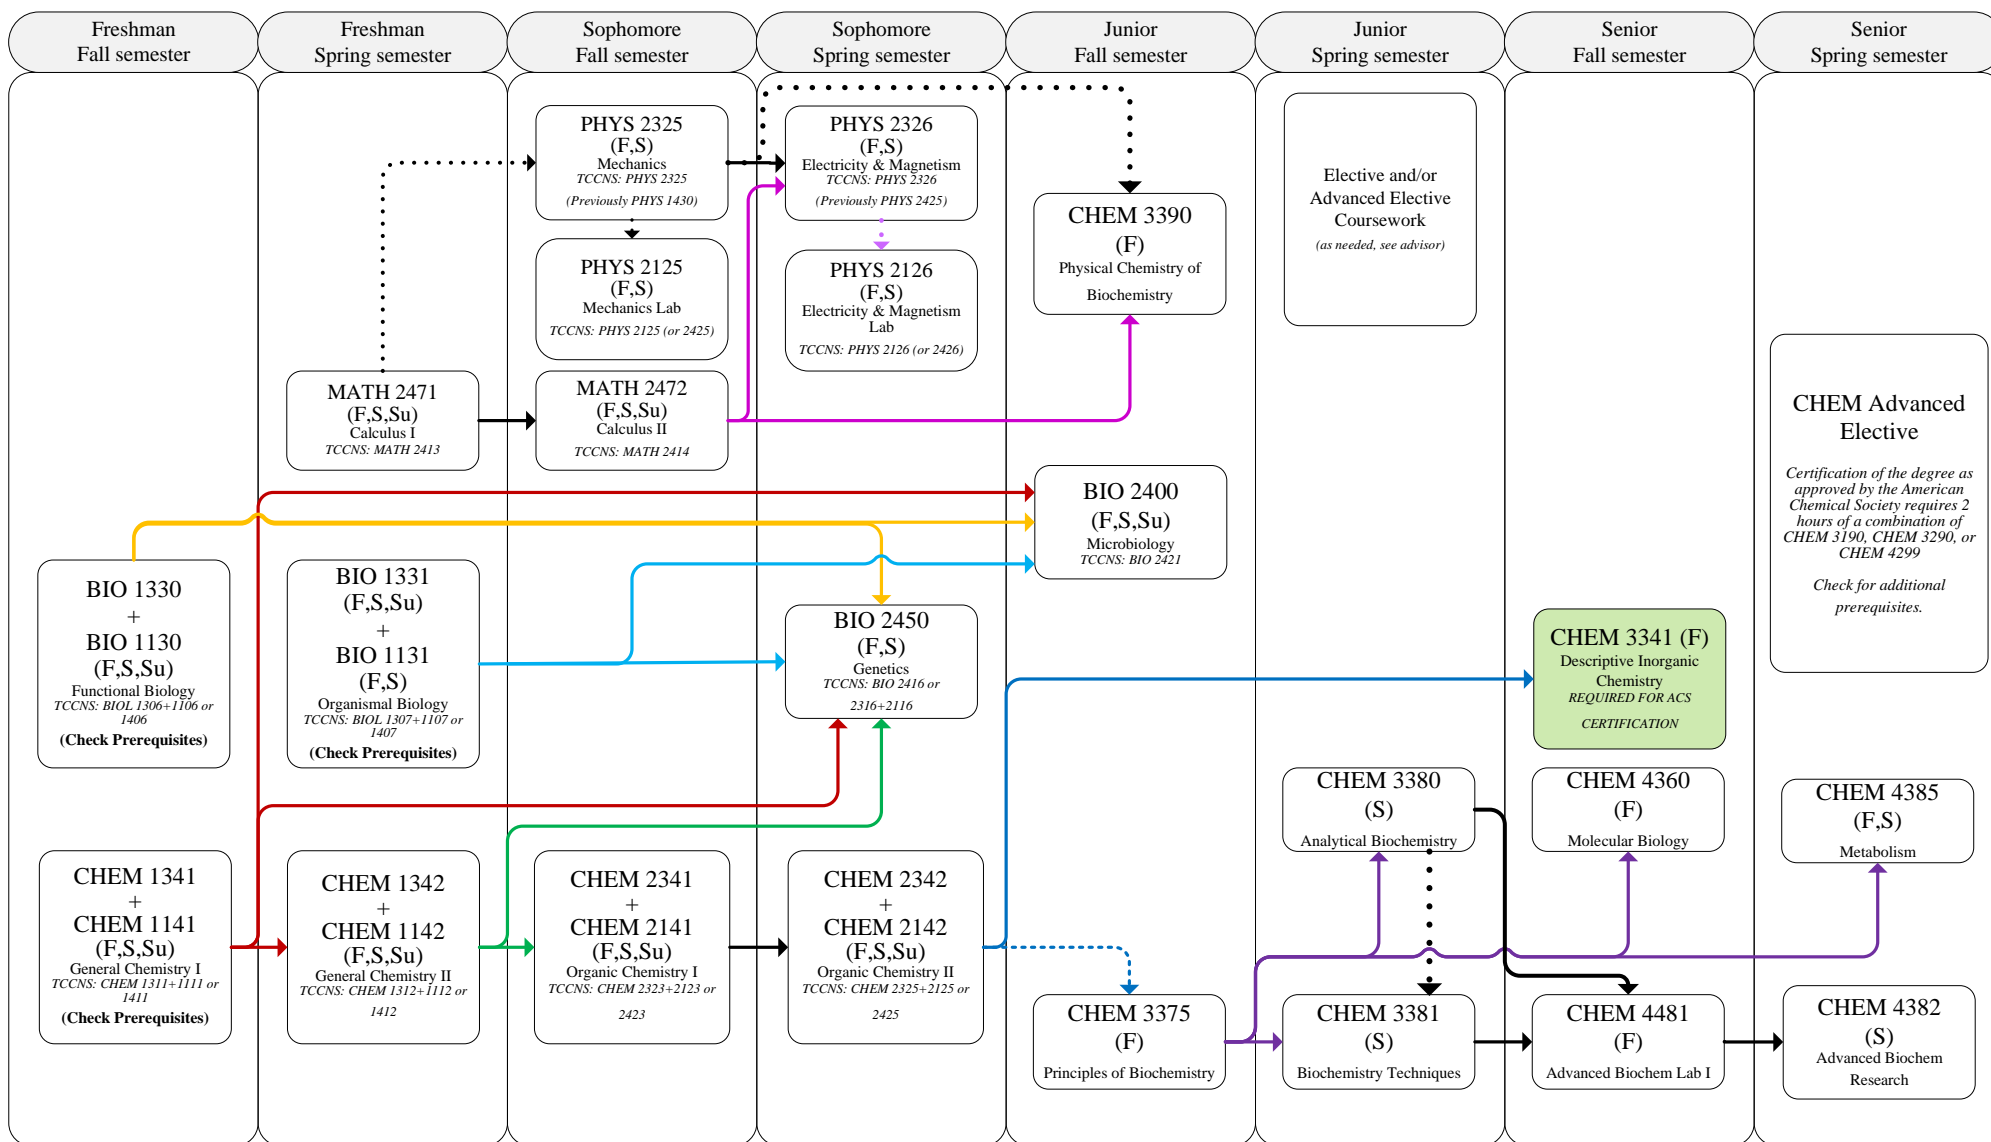 Freshman
Fall semester
Freshman
Spring semester
Sophomore
Fall semester
Sophomore
Spring semester
Junior
Fall semester
Junior
Spring semester
Senior
Fall semester
Senior
Spring semester
BIO 1330
+
BIO 1130
(F,S,Su)
Functional Biology
TCCNS: BIOL 1306+1106 or
1406
(Check Prerequisites)
CHEM 1341
+
CHEM 1141
(F,S,Su)
General Chemistry I
TCCNS: CHEM 1311+1111 or
1411
(Check Prerequisites)
MATH 2471
(F,S,Su)
Calculus I
TCCNS: MATH 2413
BIO 1331
(F,S,Su)
+
BIO 1131
(F,S)
Organismal Biology
TCCNS: BIOL 1307+1107 or
1407
(Check Prerequisites)
CHEM 1342
+
CHEM 1142
(F,S,Su)
General Chemistry II
TCCNS: CHEM 1312+1112 or
1412
PHYS 2325
(F,S)
Mechanics
TCCNS: PHYS 2325
(Previously PHYS 1430)
PHYS 2125
(F,S)
Mechanics Lab
TCCNS: PHYS 2125 (or 2425)
MATH 2472
(F,S,Su)
Calculus II
TCCNS: MATH 2414
CHEM 2341
+
CHEM 2141
(F,S,Su)
Organic Chemistry I
TCCNS: CHEM 2323+2123 or
2423
PHYS 2326
(F,S)
Electricity & Magnetism
TCCNS: PHYS 2326
(Previously PHYS 2425)
PHYS 2126
(F,S)
Electricity & Magnetism
Lab
TCCNS: PHYS 2126 (or 2426)
BIO 2450
(F,S)
Genetics
TCCNS: BIO 2416 or
2316+2116
CHEM 2342
+
CHEM 2142
(F,S,Su)
Organic Chemistry II
TCCNS: CHEM 2325+2125 or
2425
CHEM 3390
(F)
Physical Chemistry of
Biochemistry
BIO 2400
(F,S,Su)
Microbiology
TCCNS: BIO 2421
CHEM 3375
(F)
Principles of Biochemistry
Elective and/or
Advanced Elective
Coursework
(as needed, see advisor)
CHEM 3380
(S)
Analytical Biochemistry
CHEM 3381
(S)
Biochemistry Techniques
CHEM 3341 (F)
Descriptive Inorganic
Chemistry
REQUIRED FOR ACS
CERTIFICATION
CHEM 4360
(F)
Molecular Biology
CHEM 4481
(F)
Advanced Biochem Lab I
CHEM Advanced
Elective
Certification of the degree as
approved by the American
Chemical Society requires 2
hours of a combination of
CHEM 3190, CHEM 3290, or
CHEM 4299
Check for additional
prerequisites.
CHEM 4385
(F,S)
Metabolism
CHEM 4382
(S)
Advanced Biochem
Research